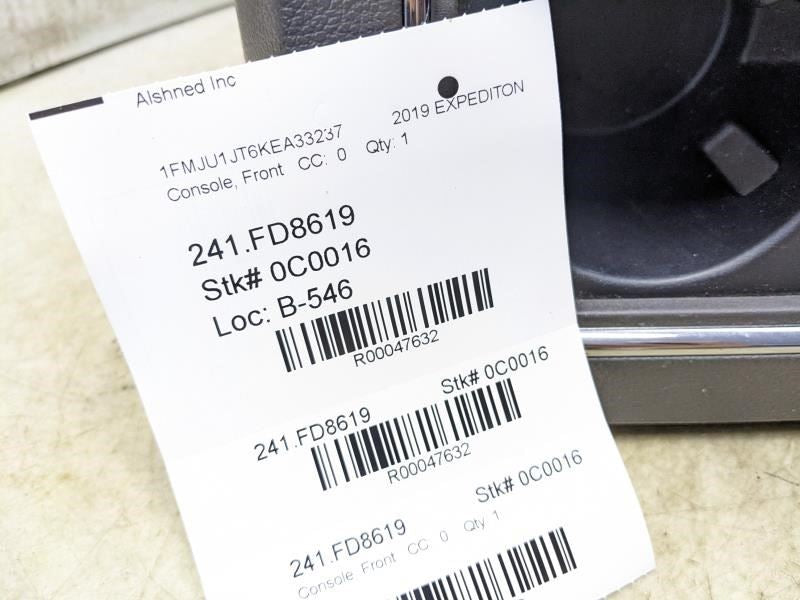 Alshned Inc
1FMJU1JT6KEA33237 2019 EXPEDITON
Console, Front CC: 0 Qty: 1
241.FD8619
Stk# 0C0016
Loc: B-546
R00047632
241.FD8619 Stk# 0C0016
R00047632
241.FD8619 Stk# 0C0016
Console, Front CC: 0 Qty: 1